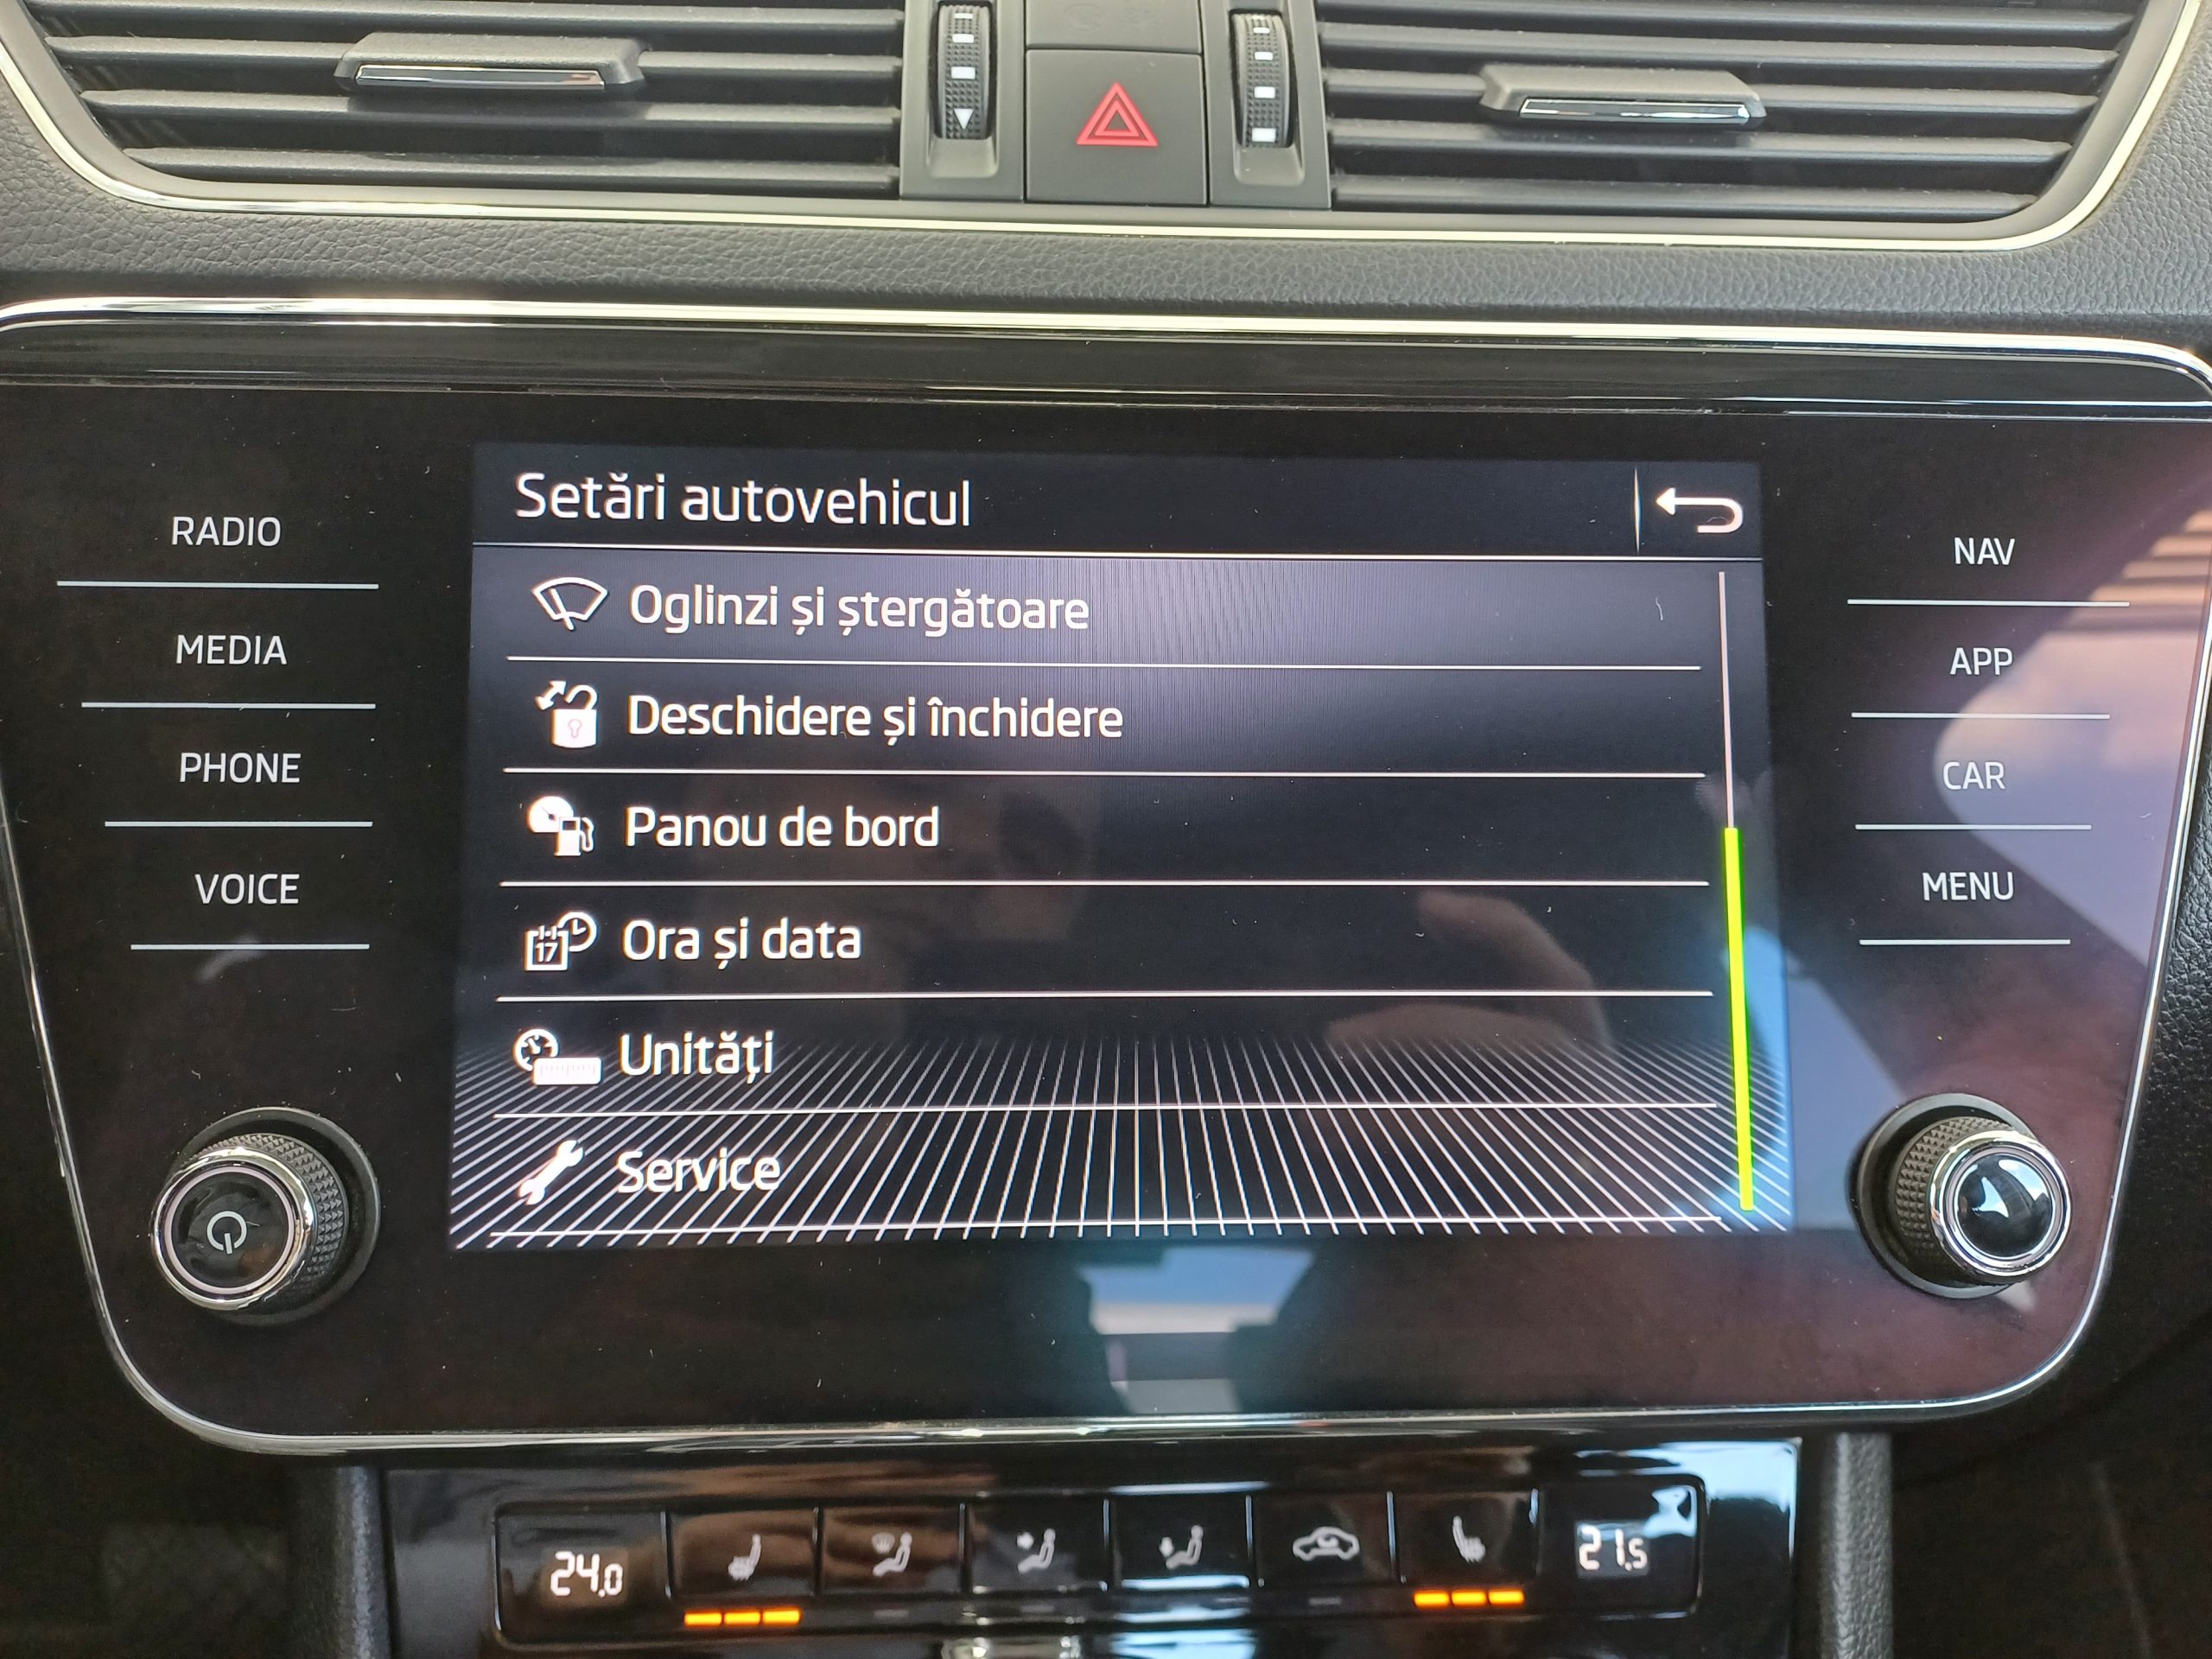 Setări autovehicul
RADIO
MEDIA
PHONE
VOICE
Oglinzi și ștergătoare
Deschidere și închidere
Panou de bord
17
Ora și data
Unități
Service
NAV
APP
CAR
MENU
24.0
21.5